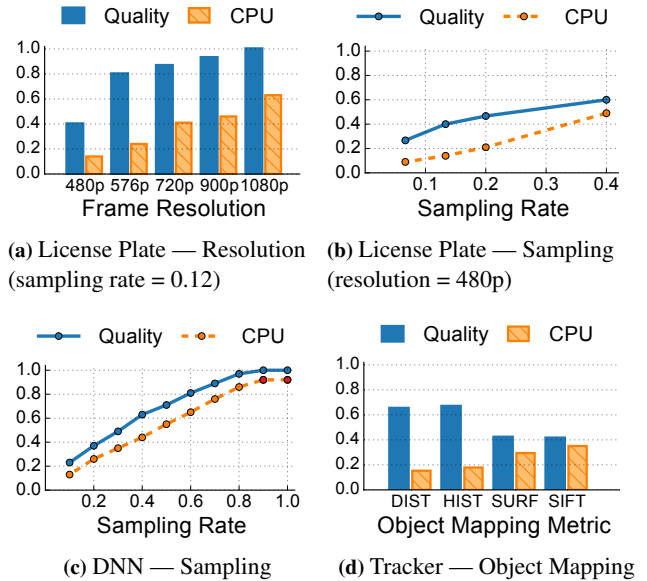 Quality CPU
1.0
0.8
0.6
0.4
0.2
0.0
480p 576p 720p 900p 1080p
Frame Resolution
(a) License Plate — Resolution
(sampling rate = 0.12)
Quality CPU
1.0
0.8
0.6
0.4
0.2
0.0
0.1 0.2 0.3 0.4
Sampling Rate
(b) License Plate — Sampling
(resolution = 480p)
Quality CPU
1.0
0.8
0.6
0.4
0.2
0.0
0.2 0.4 0.6 0.8 1.0
Sampling Rate
(c) DNN — Sampling
Quality CPU
1.0
0.8
0.6
0.4
0.2
0.0
DIST HIST SURF SIFT
Object Mapping Metric
(d) Tracker — Object Mapping